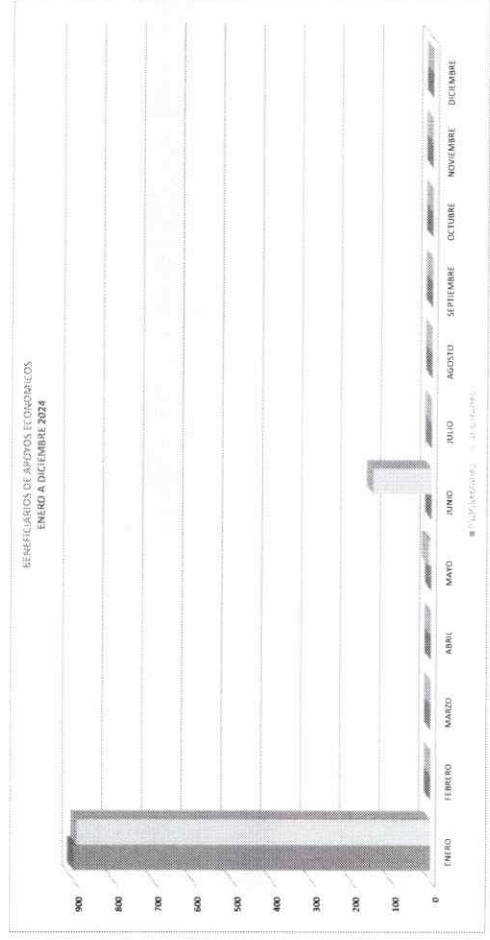 BENEFICIARIOS DE APOYOS ECONOMICOS
ENERO A DICIEMBRE 2024
900
800
700
600
500
400
300
200
100
0
ENERO
FEBRERO
MARZO
ABRIL
MAYO
JUNIO
JULIO
AGOSTO
SEPTIEMBRE
OCTUBRE
NOVIEMBRE
DICIEMBRE